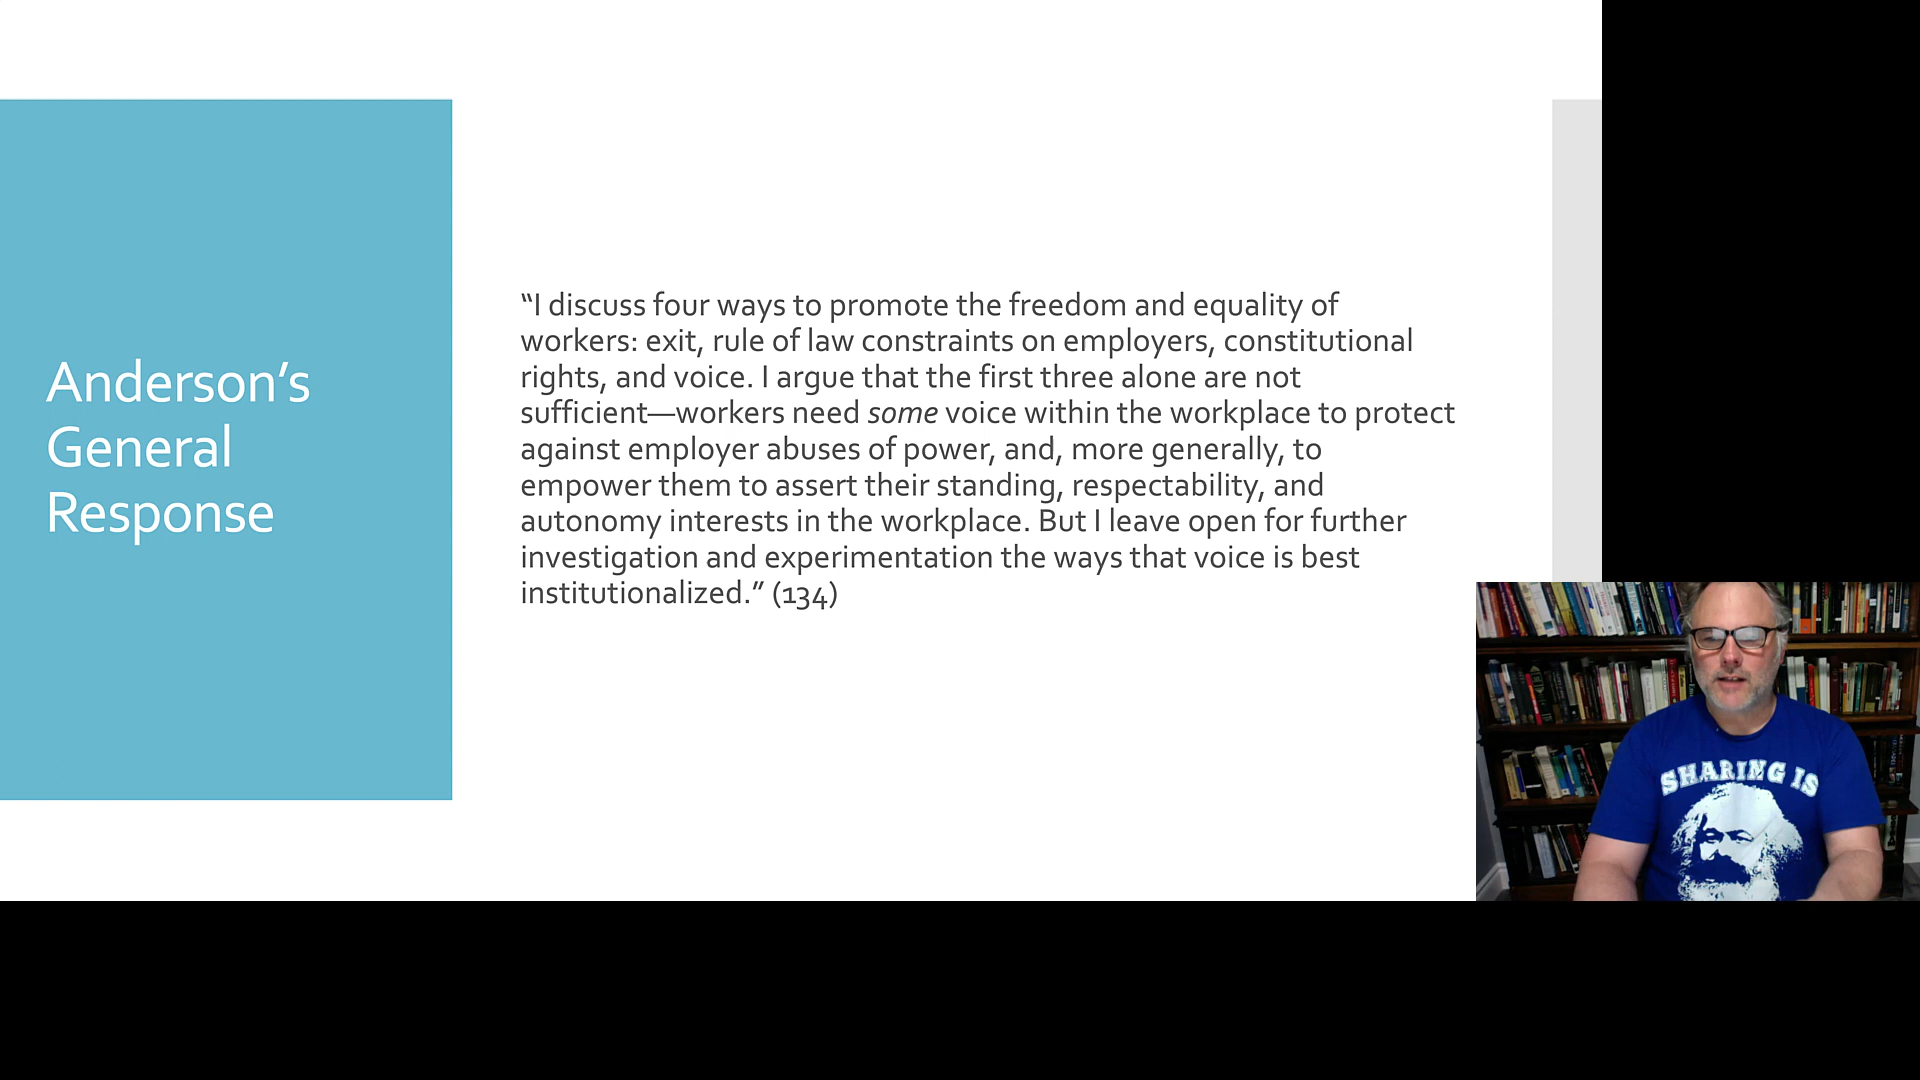 Anderson’s
General
Response
“I discuss four ways to promote the freedom and equality of
workers: exit, rule of law constraints on employers, constitutional
rights, and voice. I argue that the first three alone are not
sufficient—workers need some voice within the workplace to protect
against employer abuses of power, and, more generally, to
empower them to assert their standing, respectability, and
autonomy interests in the workplace. But I leave open for further
investigation and experimentation the ways that voice is best
institutionalized.” (134)
SHARING IS